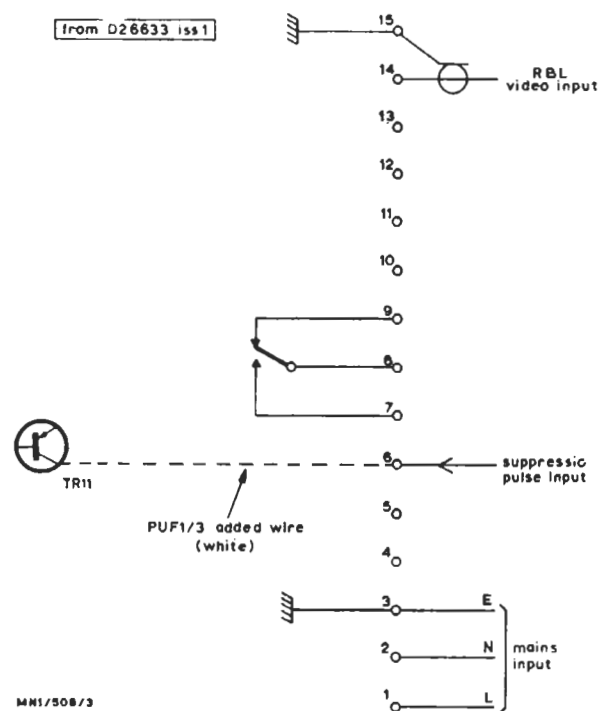 from D26633 iss1
15
14
RBL
video input
13
12
11
10
9
8
7
6
suppressic
pulse input
TR11
PUF1/3 added wire
(white)
5
4
3
E
2
N
mains
input
1
L
MN1/508/3